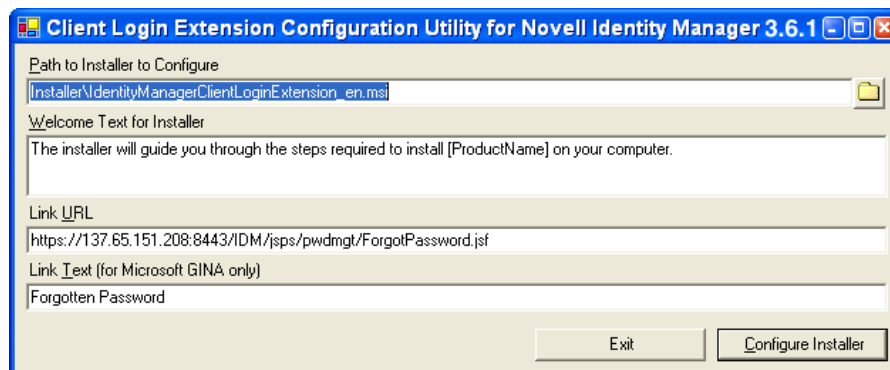 Client Login Extension Configuration Utility for Novell Identity Manager 3.6.1
Path to Installer to Configure
Installer\IdentityManagerClientLoginExtension_en.msi
Welcome Text for Installer
The installer will guide you through the steps required to install [ProductName] on your computer.
Link URL
https://137.65.151.208:8443/IDM/jsps/pwdmgt/ForgotPassword.jsf
Link Text (for Microsoft GINA only)
Forgotten Password
Exit Configure Installer